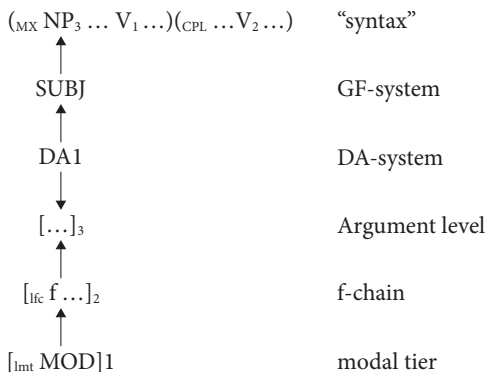 (MX NP3 … V1 …)(CPL …V2 …) “syntax”
SUBJ GF-system
DA1 DA-system
[…]3 Argument level
[lfc f …]2 f-chain
[lmt MOD]1 modal tier